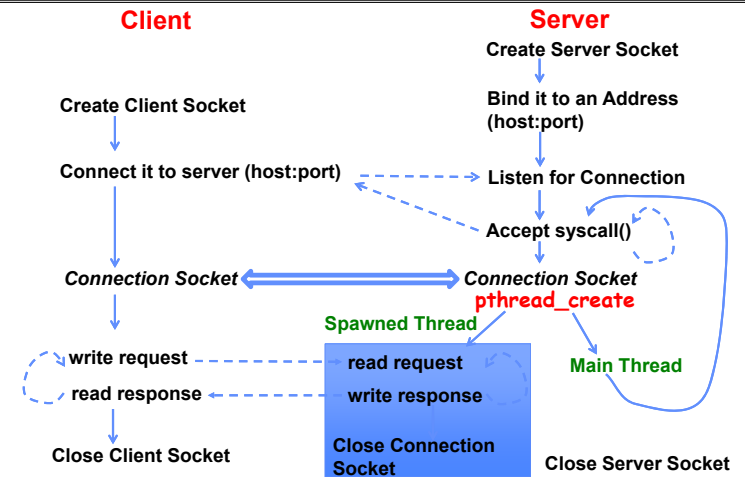 Client
Server
Create Server Socket
Create Client Socket
Bind it to an Address
(host:port)
Connect it to server (host:port)
Listen for Connection
Accept syscall()
Connection Socket
Connection Socket
pthread_create
Spawned Thread
write request
read request
Main Thread
read response
write response
Close Client Socket
Close Connection
Socket
Close Server Socket